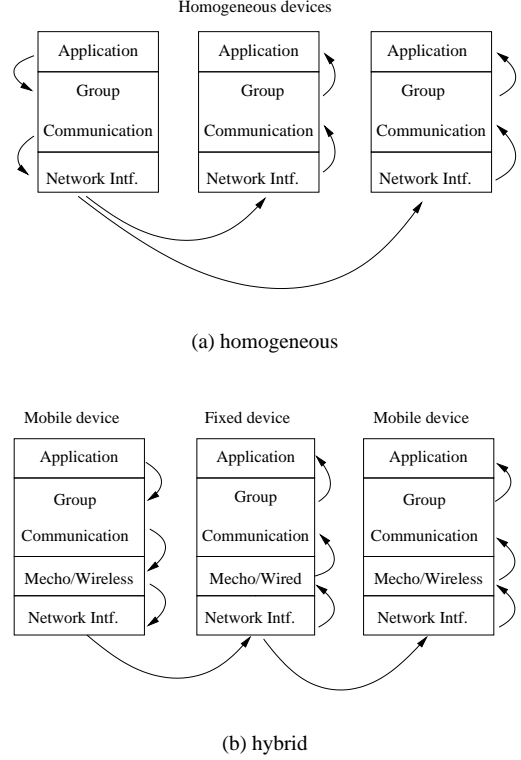 Homogeneous devices
Application
Group
Communication
Network Intf.
Application
Group
Communication
Network Intf.
Application
Group
Communication
Network Intf.
(a) homogeneous
Mobile device
Application
Group
Communication
Mecho/Wireless
Network Intf.
Fixed device
Application
Group
Communication
Mecho/Wired
Network Intf.
Mobile device
Application
Group
Communication
Mecho/Wireless
Network Intf.
(b) hybrid